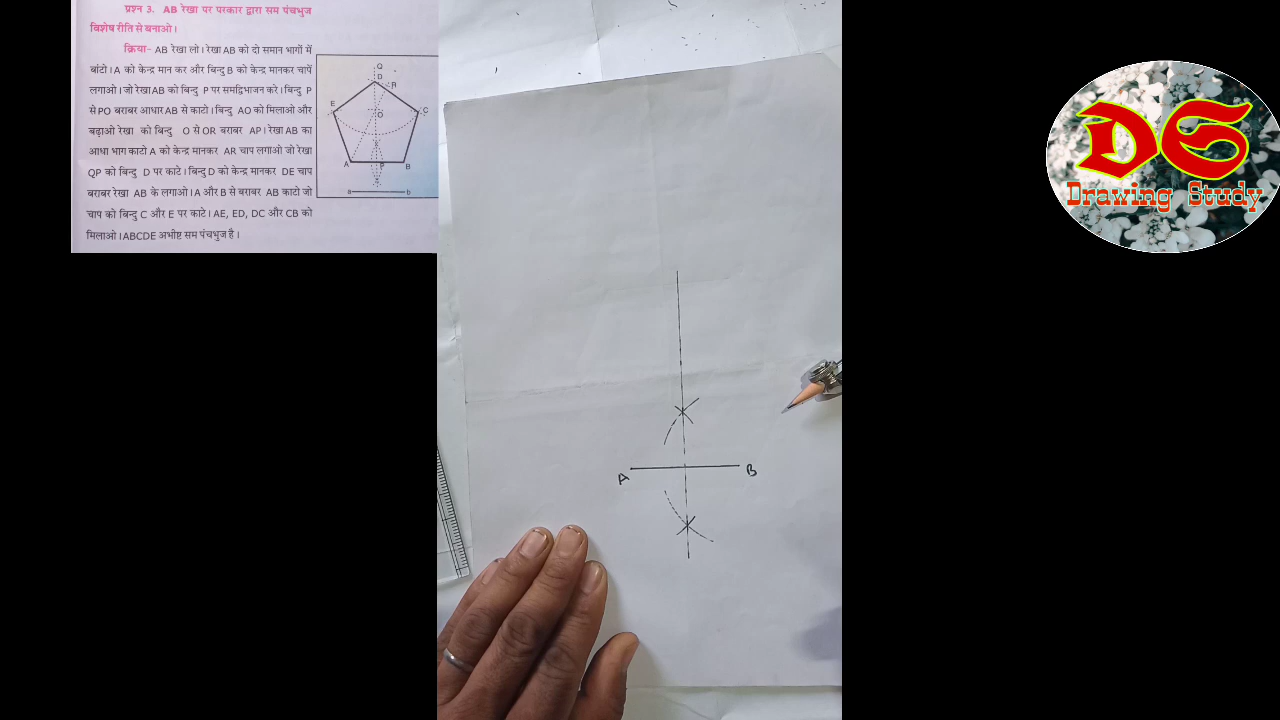 प्रश्न 3. AB रेखा पर परकार द्वारा सम पंचभुज
विशेष रीति से बनाओ।
क्रिया– AB रेखा लो। रेखा AB को दो समान भागों में
बांटो। A को केन्द्र मान कर और बिन्दु B को केन्द्र मानकर चापें
लगाओ। जो रेखा AB को बिन्दु P पर समद्विभाजन करे। बिन्दु P
से PO बराबर आधार AB से काटो। बिन्दु AO को मिलाओ और
बढ़ाओ रेखा को बिन्दु O से OR बराबर AP। रेखा AB का
आधा भाग काटो A को केन्द्र मानकर AR चाप लगाओ जो रेखा
QP को बिन्दु D पर काटे। बिन्दु D को केन्द्र मानकर DE चाप
बराबर रेखा AB के लगाओ। A और B से बराबर AB काटो जो
चाप को बिन्दु C और E पर काटे। AE, ED, DC और CB को
मिलाओ। ABCDE अभीष्ट सम पंचभुज है।
Q
D
R
E
C
O
A
P
B
a
b
A
B
DS
Drawing Study